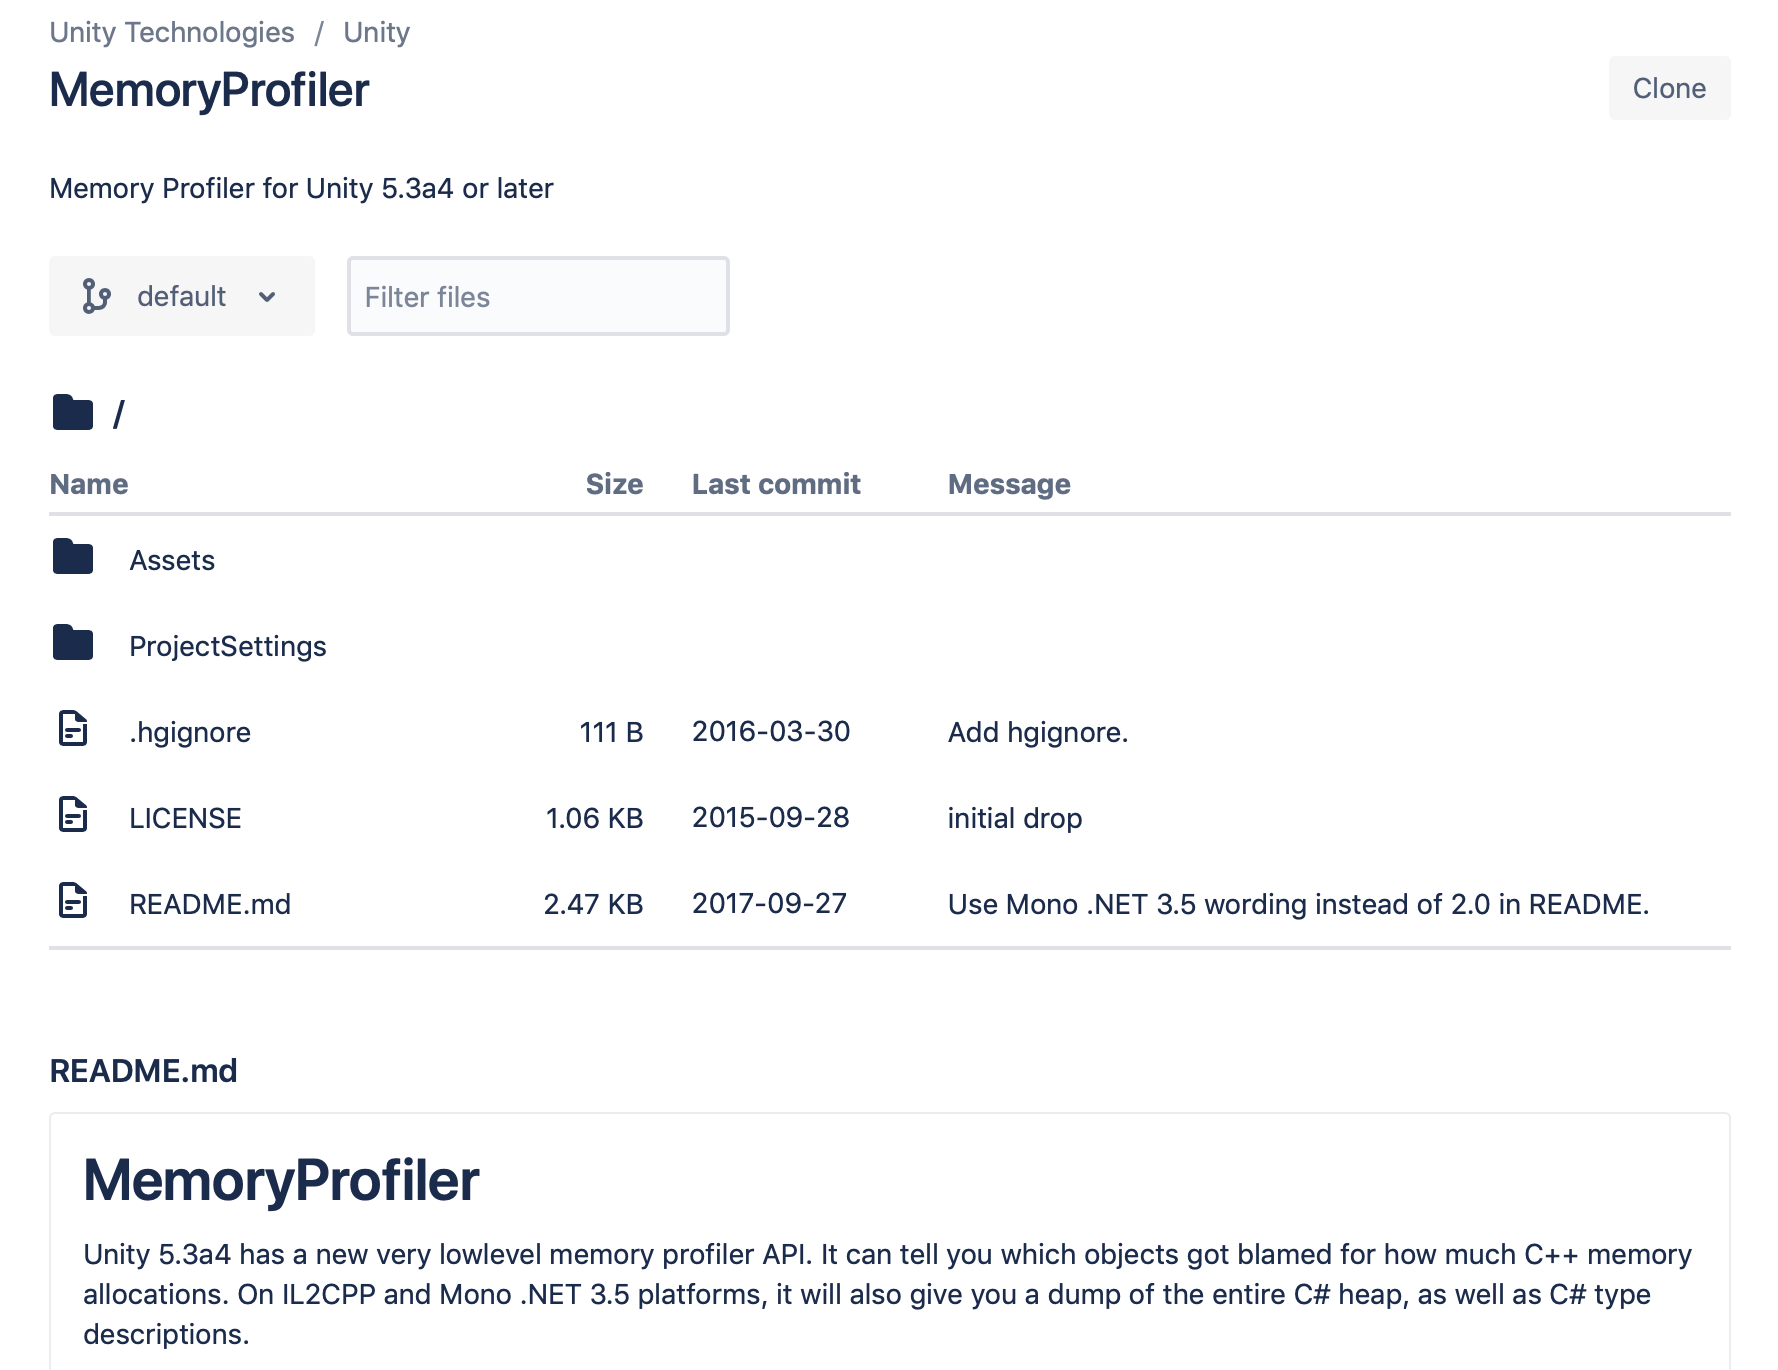 Unity Technologies / Unity
MemoryProfiler
Clone
Memory Profiler for Unity 5.3a4 or later
default
Filter files
/
Name Size Last commit Message
Assets
ProjectSettings
.hgignore 111 B 2016-03-30 Add hgignore.
LICENSE 1.06 KB 2015-09-28 initial drop
README.md 2.47 KB 2017-09-27 Use Mono .NET 3.5 wording instead of 2.0 in README.
README.md
MemoryProfiler
Unity 5.3a4 has a new very lowlevel memory profiler API. It can tell you which objects got blamed for how much C++ memory
allocations. On IL2CPP and Mono .NET 3.5 platforms, it will also give you a dump of the entire C# heap, as well as C# type
descriptions.